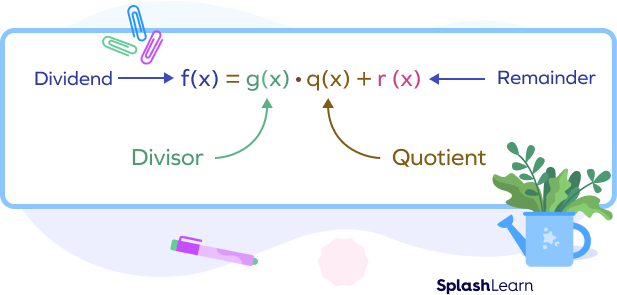 Dividend f(x) = g(x) • q(x) + r (x) Remainder
Divisor Quotient
SplashLearn